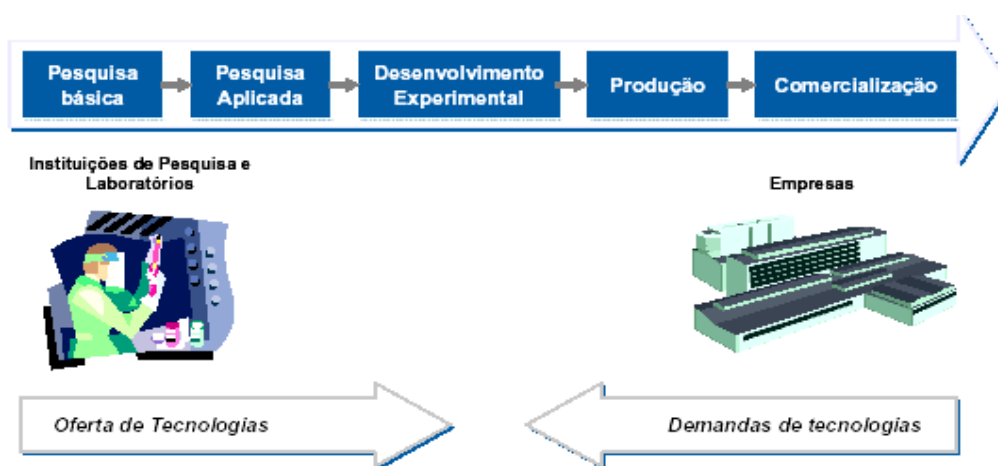 Pesquisa básica
Pesquisa Aplicada
Desenvolvimento Experimental
Produção
Comercialização
Instituições de Pesquisa e
Laboratórios
Empresas
Oferta de Tecnologias
Demandas de tecnologias